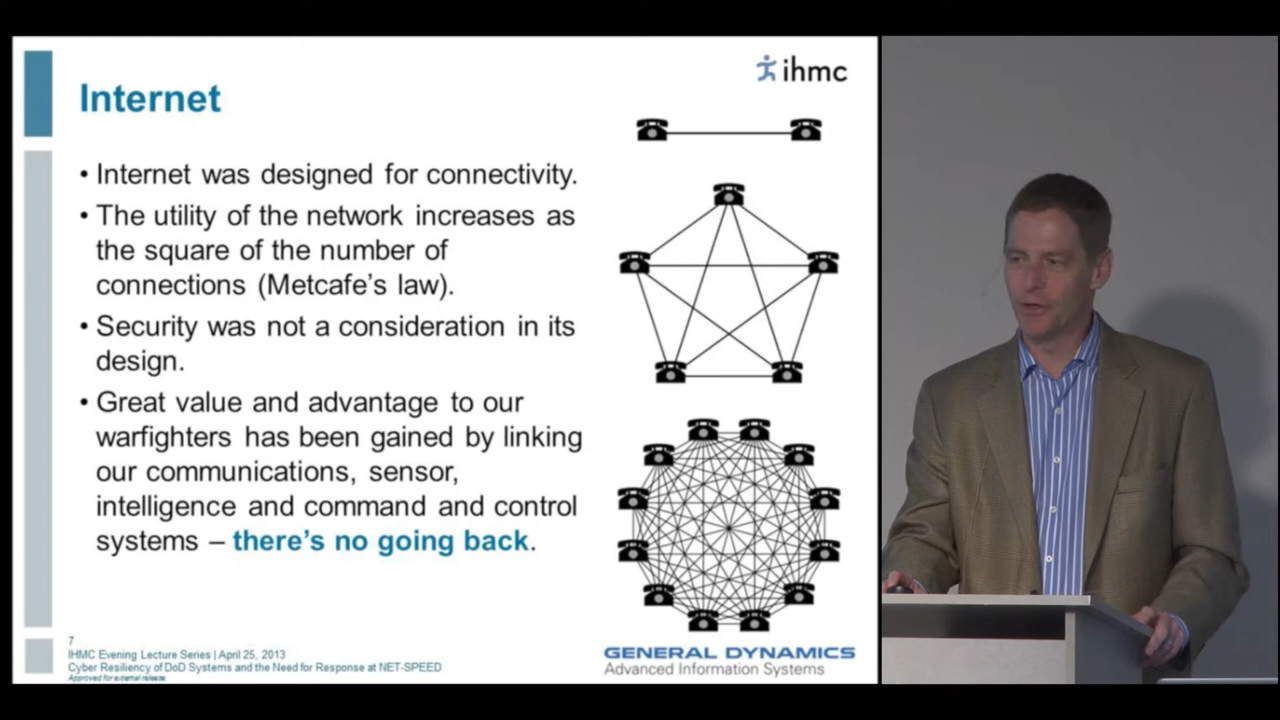 ihmc
Internet
• Internet was designed for connectivity.
• The utility of the network increases as
the square of the number of
connections (Metcafe's law).
• Security was not a consideration in its
design.
• Great value and advantage to our
warfighters has been gained by linking
our communications, sensor,
intelligence and command and control
systems – there's no going back.
7
IHMC Evening Lecture Series | April 25, 2013
Cyber Resiliency of DoD Systems and the Need for Response at NET-SPEED
Approved for external release
GENERAL DYNAMICS
Advanced Information Systems